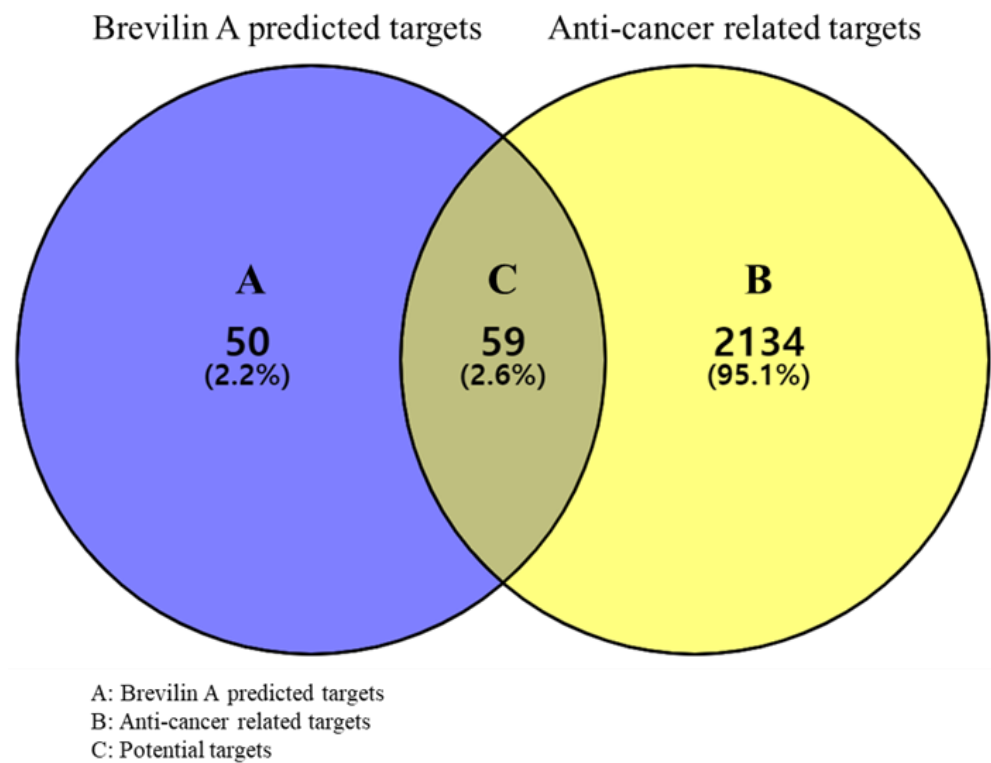 Brevilin A predicted targets
Anti-cancer related targets
A
50
(2.2%)
C
59
(2.6%)
B
2134
(95.1%)
A: Brevilin A predicted targets
B: Anti-cancer related targets
C: Potential targets